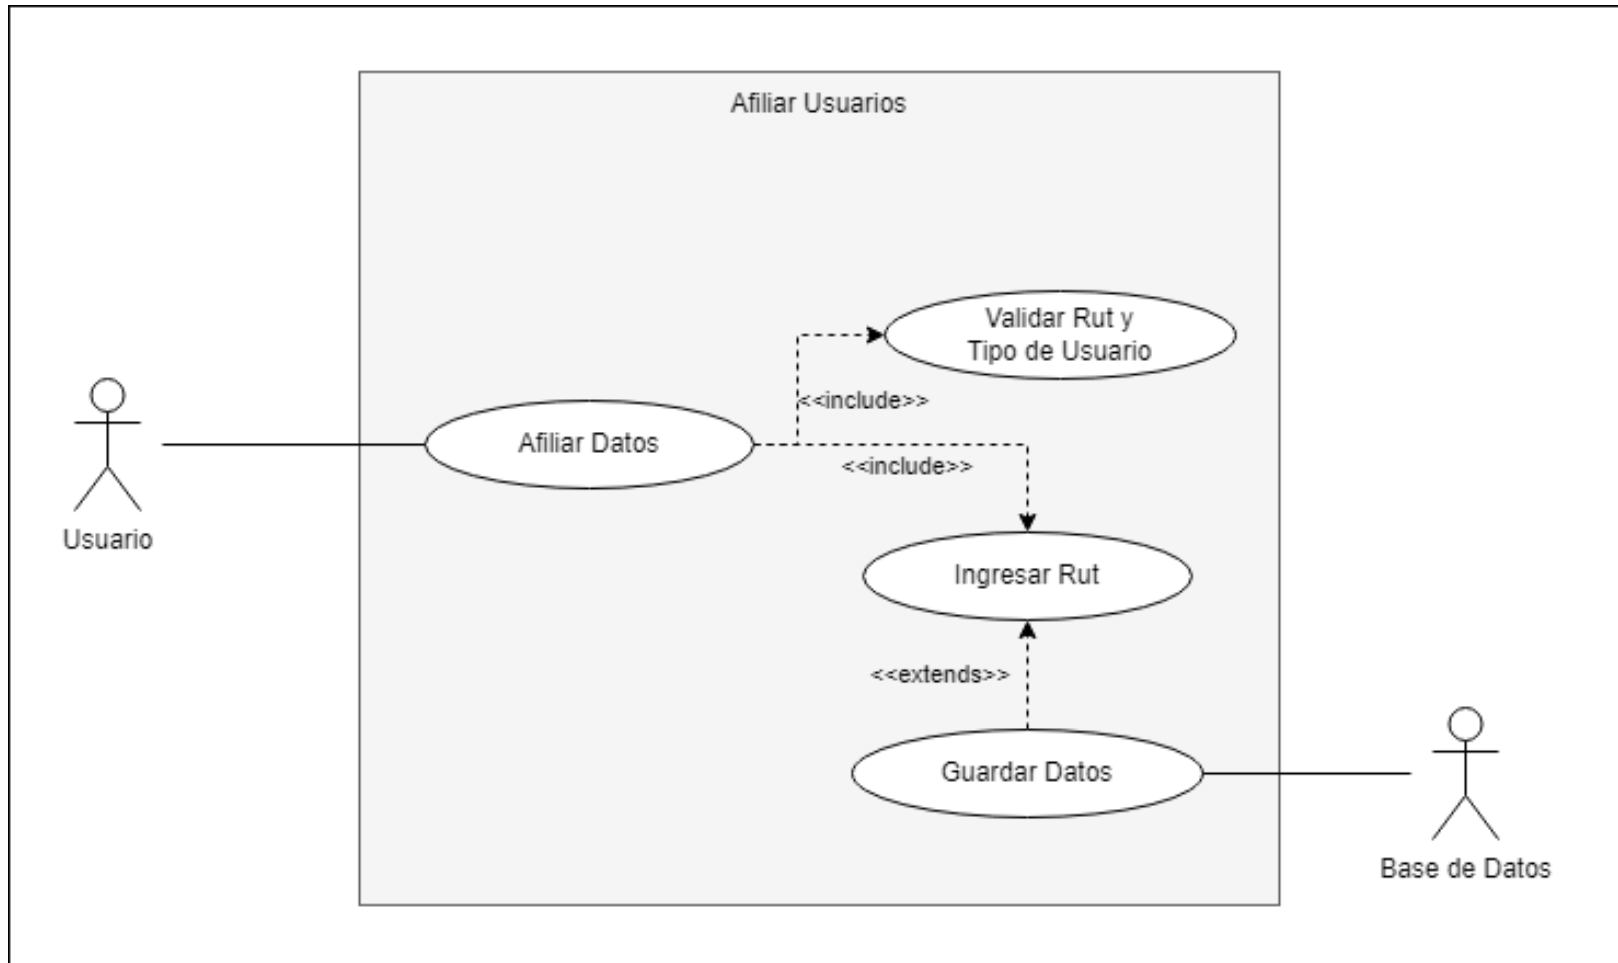 Afiliar Usuarios
Validar Rut y
Tipo de Usuario
<<include>>
Afiliar Datos
<<include>>
Usuario
Ingresar Rut
<<extends>>
Guardar Datos
Base de Datos